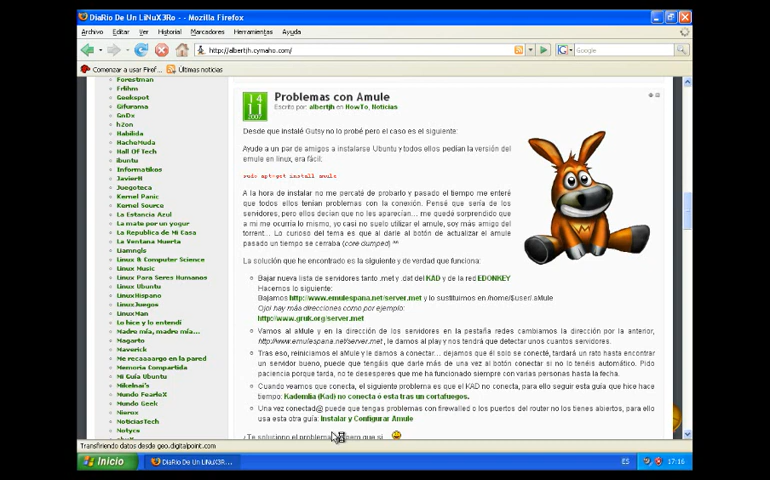 DiaRio De Un LiNuX3Ro - - Mozilla Firefox
Archivo Editar Ver Historial Marcadores Herramientas Ayuda
http://albertjh.cymaho.com/
Google
Comenzar a usar Firef...
Últimas noticias
Forestman
Frihm
Geekspot
Gifurama
GnDx
h2on
Habilida
HacheMuda
Hall Of Tech
ibuntu
Informatikos
JavierH
Juegoteca
Kernel Panic
Kernel Source
La Estancia Azul
La mate por yogur
La Republica de Mi Casa
La Ventana Muerta
Liamngls
Linux & Computer Science
Linux Music
Linux Para Seres Humanos
Linux Ubuntu
LinuxHispano
LinuxJuegos
LinuxMan
Lo bice y lo entendí
Madre mía, madre mía...
Magarto
Maverick
Me recaaaargo en la pared
Memoria Compartida
Mi Guía Ubuntu
Mikelnai's
Mundo FearleX
Mundo Geek
Nierox
NoticiasTech
Notyco
14
11
2007
Problemas con Amule
Escrito por: albertjh en HowTo, Noticias
Desde que instalé Gutsy no lo probé pero el caso es el siguiente:
Ayude a un par de amigos a instalarse Ubuntu y todos ellos pedían la versión del
emule en linux, era fácil:
sudo apt-get install amule
A la hora de instalar no me percaté de probarlo y pasado el tiempo me enteré
que todos ellos tenían problemas con la conexión. Pensé que sería de los
servidores, pero ellos decían que no les aparecían... me quedé sorprendido que
a mi me ocurría lo mismo, yo casi no suelo utilizar el amule, soy más amigo del
torrent... Lo curioso del tema es que al darle al botón de actualizar el amule
pasado un tiempo se cerraba (core dumped) ^^
La solución que he encontrado es la siguiente y de verdad que funciona:
Bajar nueva lista de servidores tanto .met y .dat del KAD y de la red EDONKEY
Hacemos lo siguiente:
Bajamos http://www.emulespana.net/server.met y lo sustituimos en /home/$user/.aMule
Ojo! hay más direcciones como por ejemplo:
http://www.gruk.org/server.met
Vamos al aMule y en la dirección de los servidores en la pestaña redes cambiamos la dirección por la anterior,
http://www.emulespana.net/server.met , le damos al play y nos tendrá que detectar unos cuantos servidores.
Tras eso, reiniciamos el aMule y le damos a conectar... dejamos que él solo se conecté, tardará un rato hasta encontrar
un servidor bueno, puede que tengáis que darle más de una vez al botón conectar si no lo tenéis automático. Pido
paciencia porque tarda, no te desesperes que me ha funcionado siempre con varias personas hasta la fecha.
Cuando veamos que conecta, el siguiente problema es que el KAD no conecta, para ello seguir esta guía que hice hace
tiempo: Kademlia (Kad) no conecta ó esta tras un cortafuegos.
Una vez conectad@ puede que tengas problemas con firewalled o los puertos del router no los tienes abiertos, para ello
usa esta otra guía: Instalar y Configurar Amule
¿Te soluciono el problema pero que si
Transfiriendo datos desde geo.digitalpoint.com
Inicio
DiaRio De Un LiNuX3Ro...
ES
17:16